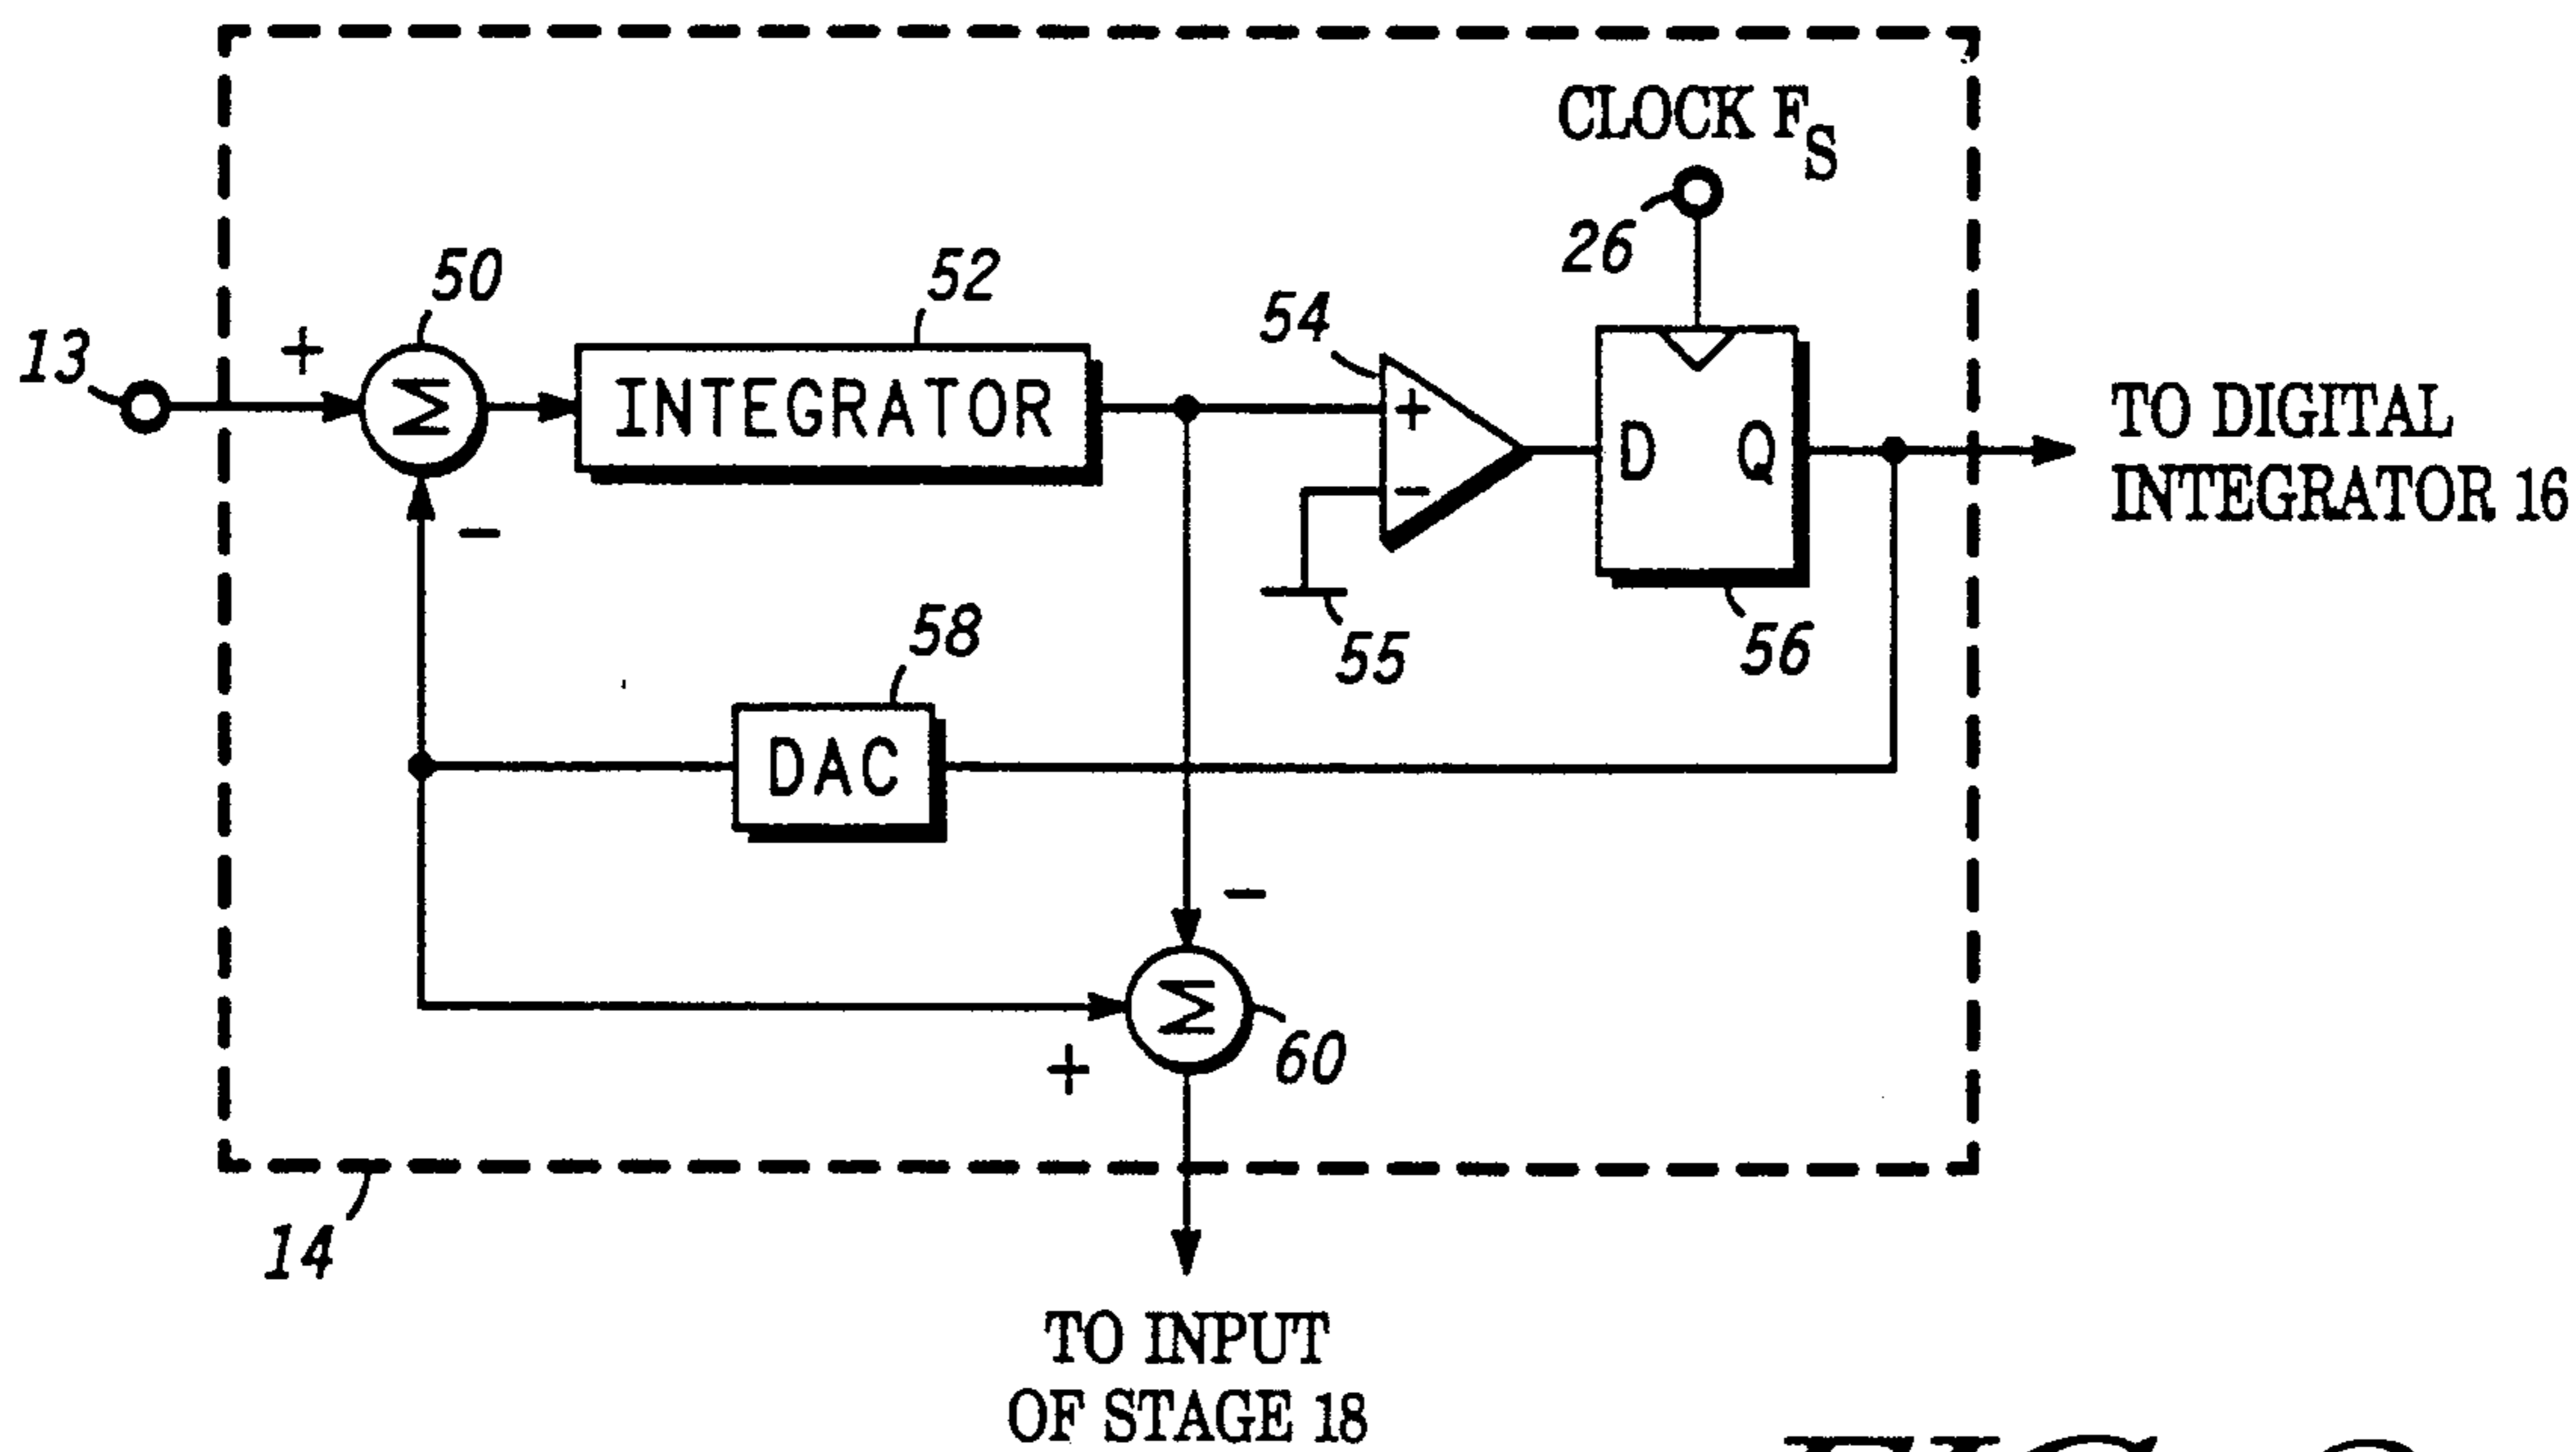 CLOCK F_S
26
50
52
54
13
+
Σ
INTEGRATOR
+
−
D Q
TO DIGITAL
INTEGRATOR 16
−
55
56
58
DAC
−
Σ
+
60
14
TO INPUT
OF STAGE 18